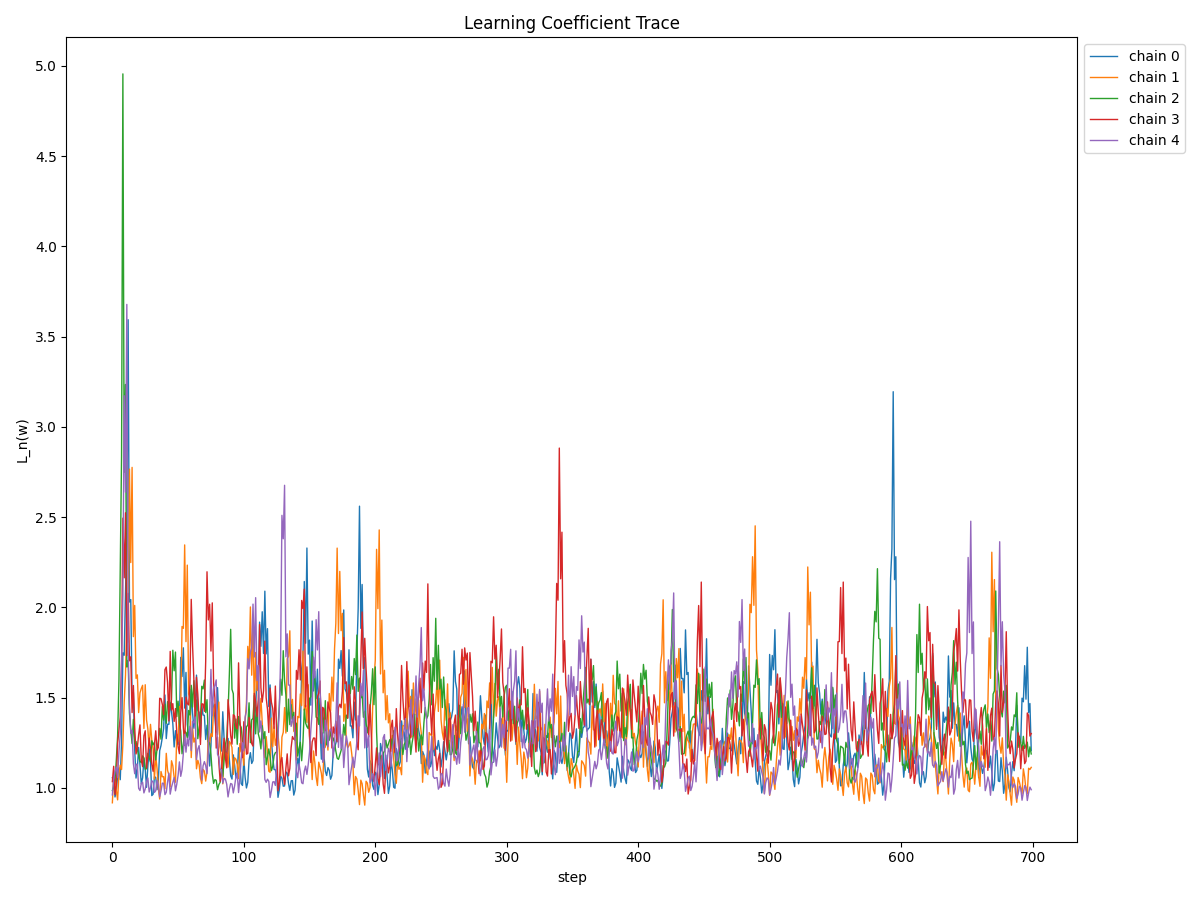 Learning Coefficient Trace
chain 0
chain 1
chain 2
chain 3
chain 4
5.0
4.5
4.0
3.5
3.0
2.5
2.0
1.5
1.0
L_n(w)
0 100 200 300 400 500 600 700
step